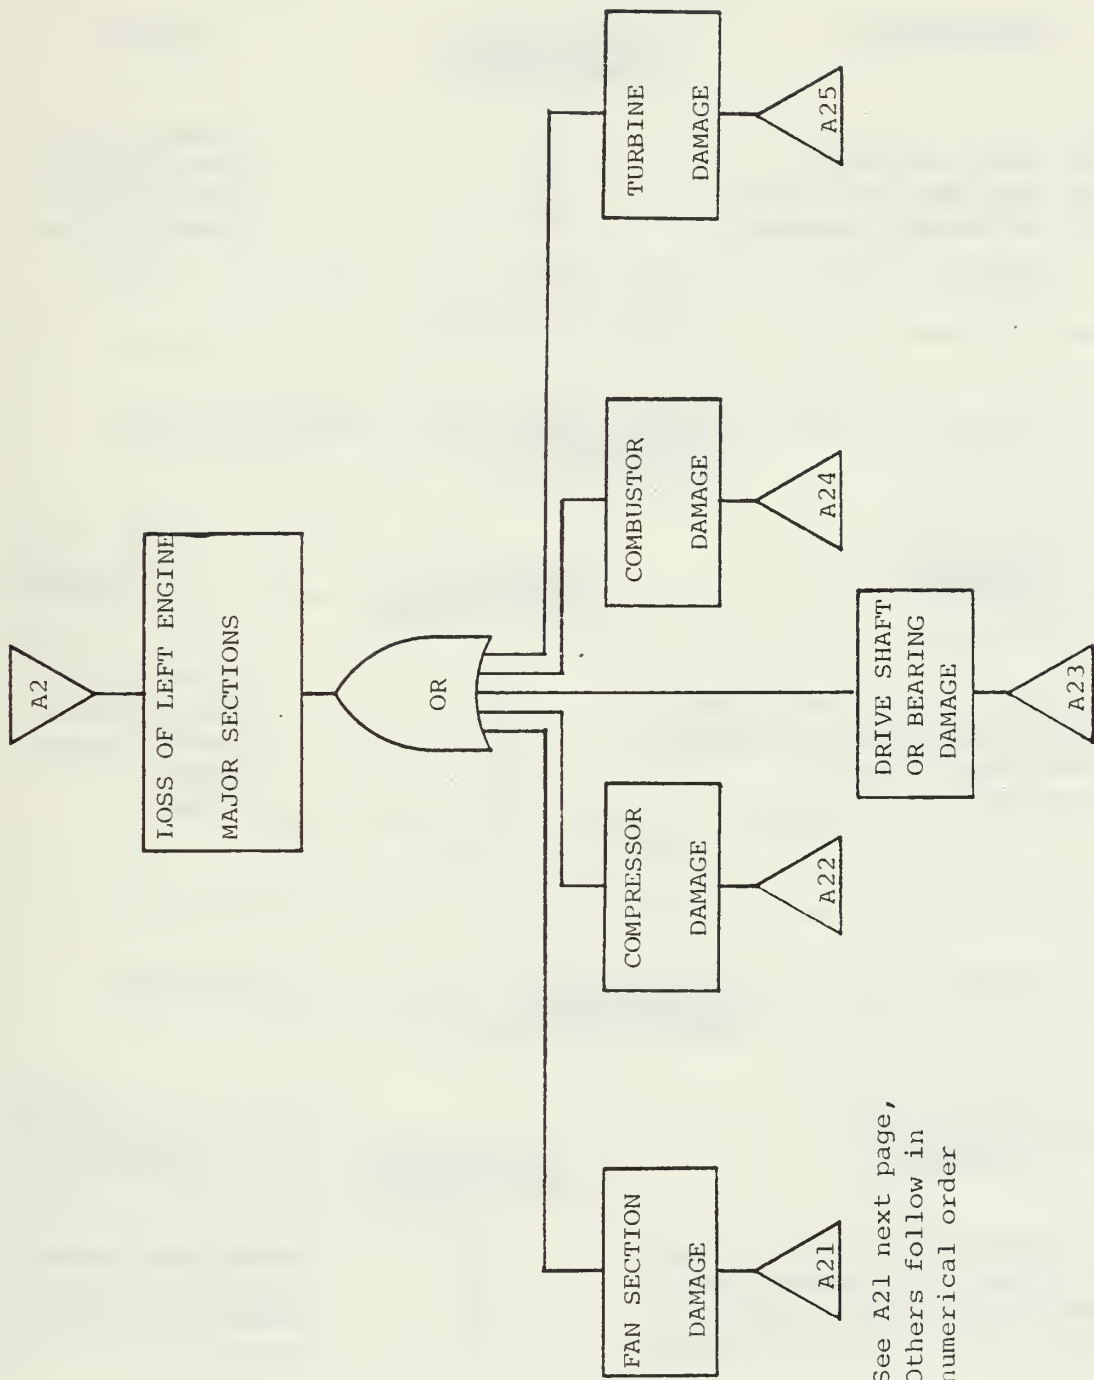 A2
LOSS OF LEFT ENGINE
MAJOR SECTIONS
OR
FAN SECTION
DAMAGE
A21
COMPRESSOR
DAMAGE
A22
DRIVE SHAFT
OR BEARING
DAMAGE
A23
COMBUSTOR
DAMAGE
A24
TURBINE
DAMAGE
A25
See A21 next page,
Others follow in
numerical order